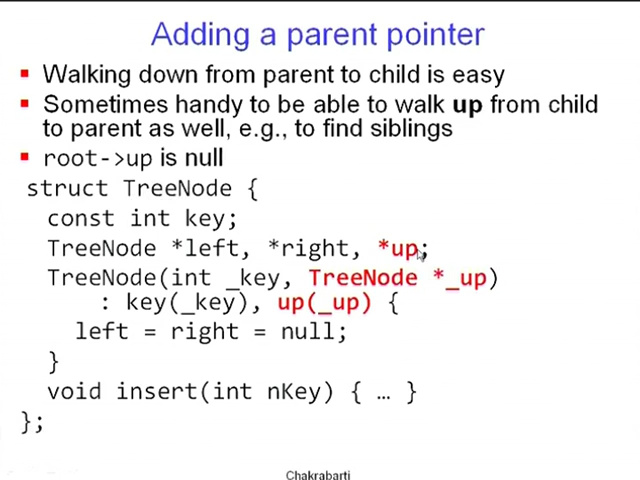 Adding a parent pointer
Walking down from parent to child is easy
Sometimes handy to be able to walk up from child
to parent as well, e.g., to find siblings
root->up is null
struct TreeNode {
const int key;
TreeNode *left, *right, *up;
TreeNode(int _key, TreeNode *_up)
: key(_key), up(_up) {
left = right = null;
}
void insert(int nKey) { … }
};
Chakrabarti